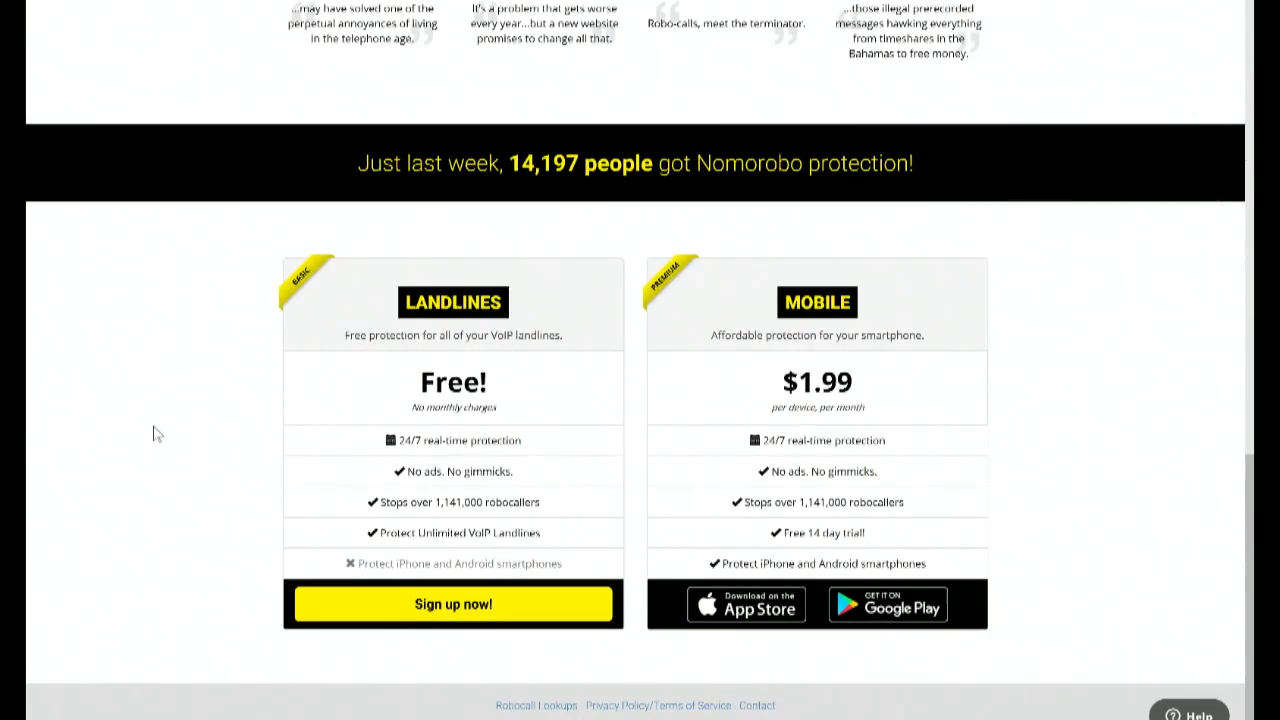 ...may have solved one of the
perpetual annoyances of living
in the telephone age.
It's a problem that gets worse
every year...but a new website
promises to change all that.
Robo-calls, meet the terminator.
...those illegal prerecorded
messages hawking everything
from timeshares in the
Bahamas to free money.
Just last week, 14,197 people got Nomorobo protection!
BASIC
LANDLINES
Free protection for all of your VoIP landlines.
Free!
No monthly charges
24/7 real-time protection
No ads. No gimmicks.
Stops over 1,141,000 robocallers
Protect Unlimited VoIP Landlines
Protect iPhone and Android smartphones
Sign up now!
PREMIUM
MOBILE
Affordable protection for your smartphone.
$1.99
per device, per month
24/7 real-time protection
No ads. No gimmicks.
Stops over 1,141,000 robocallers
Free 14 day trial!
Protect iPhone and Android smartphones
Download on the
App Store
GET IT ON
Google Play
Robocall Lookups · Privacy Policy/Terms of Service · Contact
Help